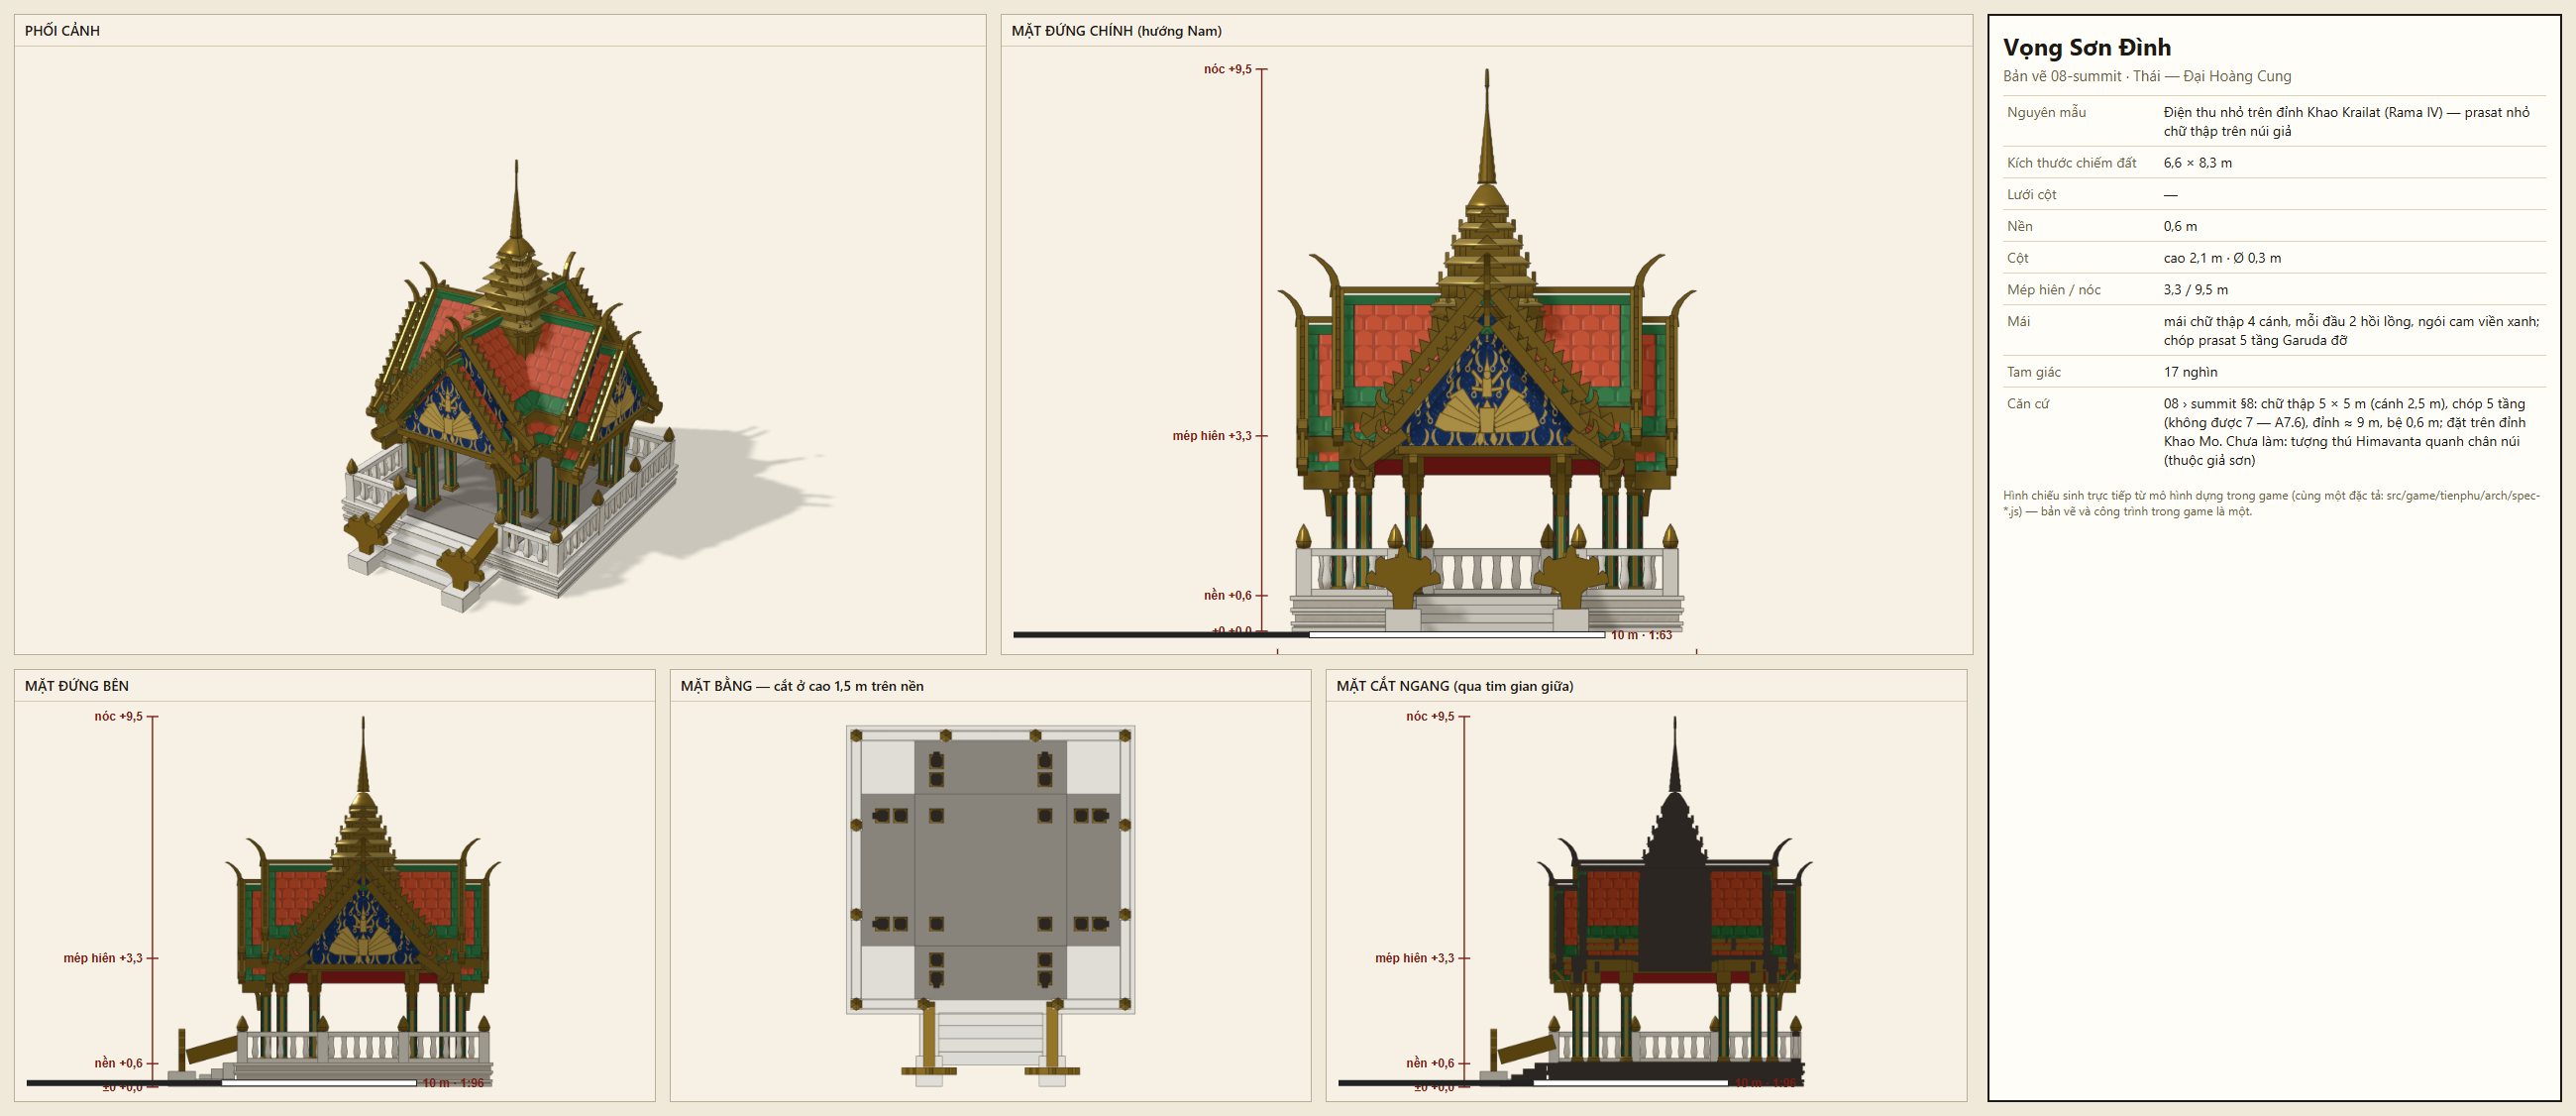 PHỐI CẢNH
MẶT ĐỨNG CHÍNH (hướng Nam)
nóc +9,5
mép hiên +3,3
nền +0,6
±0 +0,0
10 m · 1:63
MẶT ĐỨNG BÊN
nóc +9,5
mép hiên +3,3
nền +0,6
±0 +0,0
10 m · 1:96
MẶT BẰNG — cắt ở cao 1,5 m trên nền
MẶT CẮT NGANG (qua tim gian giữa)
nóc +9,5
mép hiên +3,3
nền +0,6
±0 +0,0
10 m · 1:96
Vọng Sơn Đình
Bản vẽ 08-summit · Thái — Đại Hoàng Cung
Nguyên mẫu
Điện thu nhỏ trên đỉnh Khao Krailat (Rama IV) — prasat nhỏ
chữ thập trên núi giả
Kích thước chiếm đất
6,6 × 8,3 m
Lưới cột
—
Nền
0,6 m
Cột
cao 2,1 m · Ø 0,3 m
Mép hiên / nóc
3,3 / 9,5 m
Mái
mái chữ thập 4 cánh, mỗi đầu 2 hồi lồng, ngói cam viền xanh;
chóp prasat 5 tầng Garuda đỡ
Tam giác
17 nghìn
Căn cứ
08 › summit §8: chữ thập 5 × 5 m (cánh 2,5 m), chóp 5 tầng
(không được 7 — A7.6), đỉnh ≈ 9 m, bệ 0,6 m; đặt trên đỉnh
Khao Mo. Chưa làm: tượng thú Himavanta quanh chân núi
(thuộc giả sơn)
Hình chiếu sinh trực tiếp từ mô hình dựng trong game (cùng một đặc tả: src/game/tienphu/arch/spec-
*.js) — bản vẽ và công trình trong game là một.